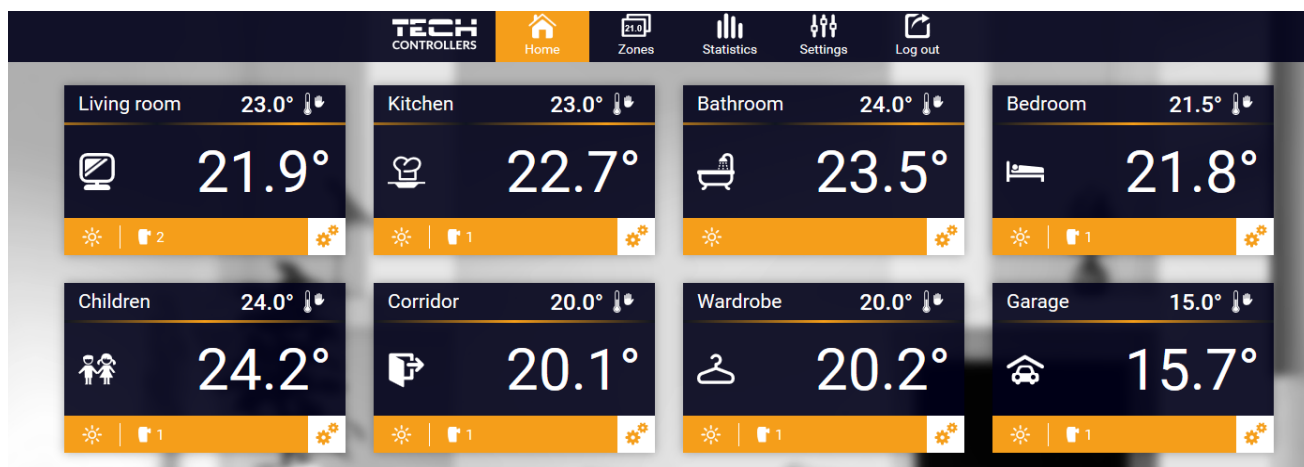 TECH
CONTROLLERS
Home
21.0
Zones
Statistics
Settings
Log out
Living room 23.0°
21.9°
2
Kitchen 23.0°
22.7°
1
Bathroom 24.0°
23.5°
Bedroom 21.5°
21.8°
1
Children 24.0°
24.2°
1
Corridor 20.0°
20.1°
1
Wardrobe 20.0°
20.2°
1
Garage 15.0°
15.7°
1